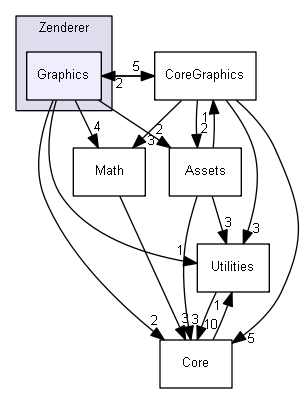 Zenderer
Graphics
5
2
CoreGraphics
4
2
3
1
2
Math
Assets
1
3
3
Utilities
2
3
3
10
1
5
Core